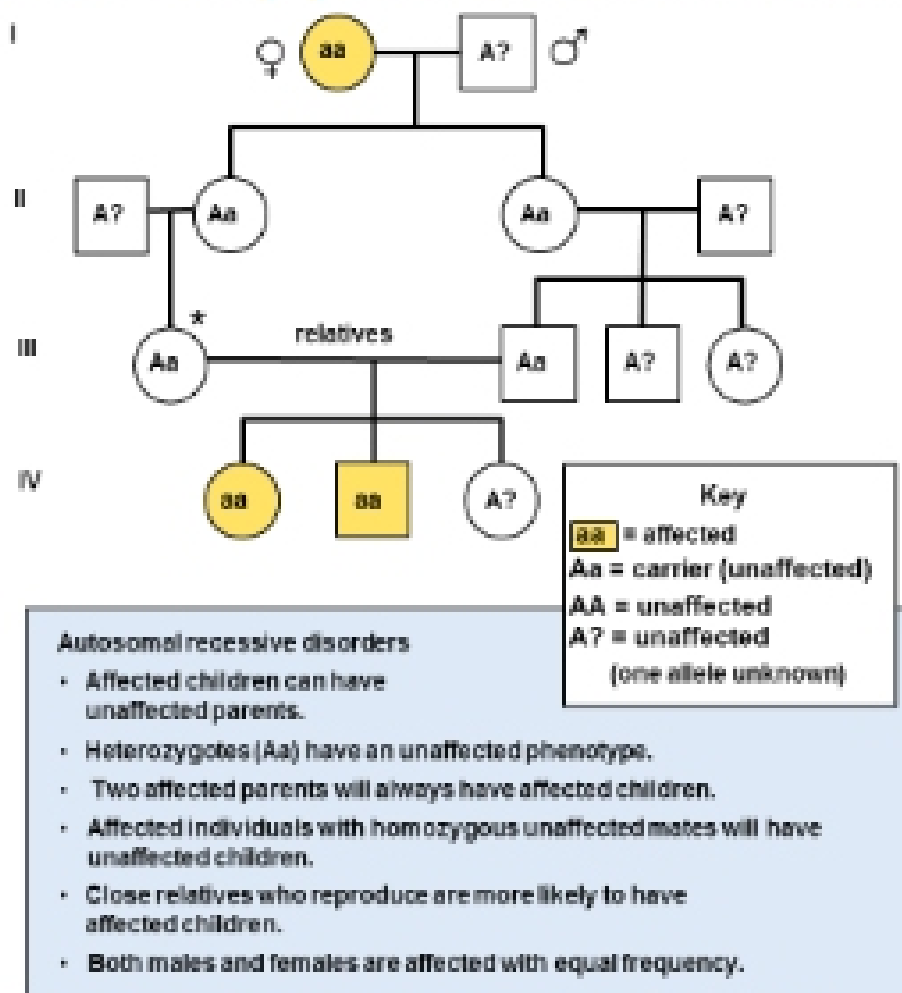 I
aa
A?
II
A?
Aa
Aa
A?
*
relatives
III
Aa
Aa
A?
A?
IV
aa
aa
A?
Key
aa = affected
Aa = carrier (unaffected)
AA = unaffected
A? = unaffected
(one allele unknown)
Autosomal recessive disorders
• Affected children can have
unaffected parents.
• Heterozygotes (Aa) have an unaffected phenotype.
• Two affected parents will always have affected children.
• Affected individuals with homozygous unaffected mates will have
unaffected children.
• Close relatives who reproduce are more likely to have
affected children.
• Both males and females are affected with equal frequency.